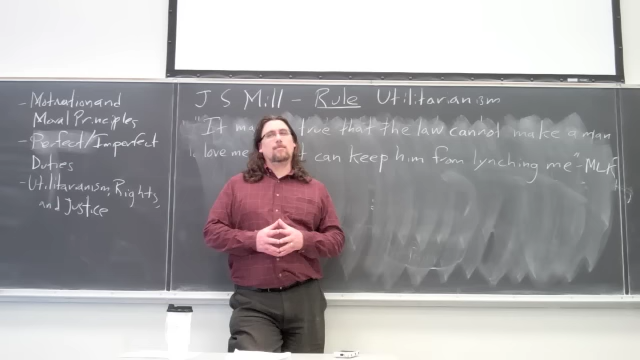 - Motivation and
Moral Principles
- Perfect/Imperfect
Duties
- Utilitarianism, Rights,
and Justice
J S Mill - Rule Utilitarianism
"It true that the law cannot make a man
love me can keep him from lynching me" - MLK